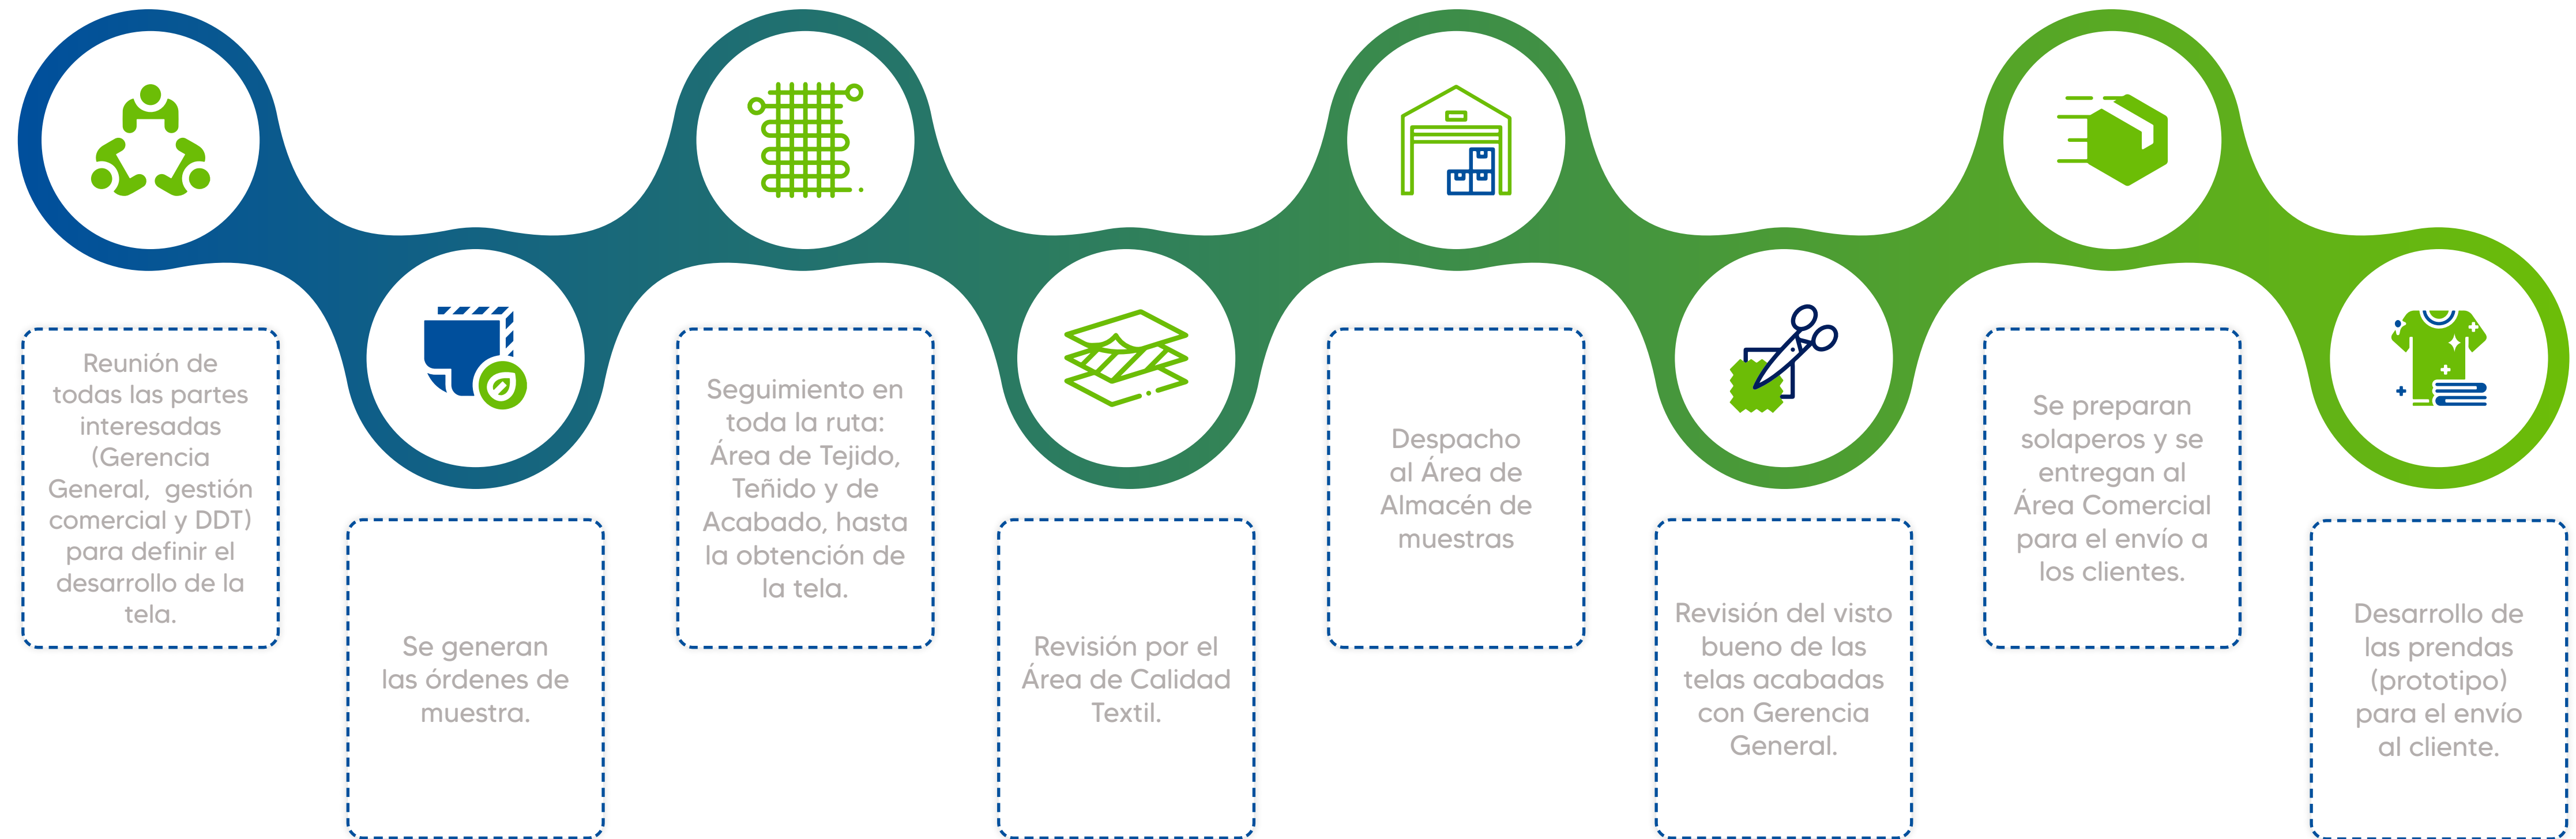 Reunión de
todas las partes
interesadas
(Gerencia
General, gestión
comercial y DDT)
para definir el
desarrollo de la
tela.
Se generan
las órdenes de
muestra.
Seguimiento en
toda la ruta:
Área de Tejido,
Teñido y de
Acabado, hasta
la obtención de
la tela.
Revisión por el
Área de Calidad
Textil.
Despacho
al Área de
Almacén de
muestras
Revisión del visto
bueno de las
telas acabadas
con Gerencia
General.
Se preparan
solaperos y se
entregan al
Área Comercial
para el envío a
los clientes.
Desarrollo de
las prendas
(prototipo)
para el envío
al cliente.